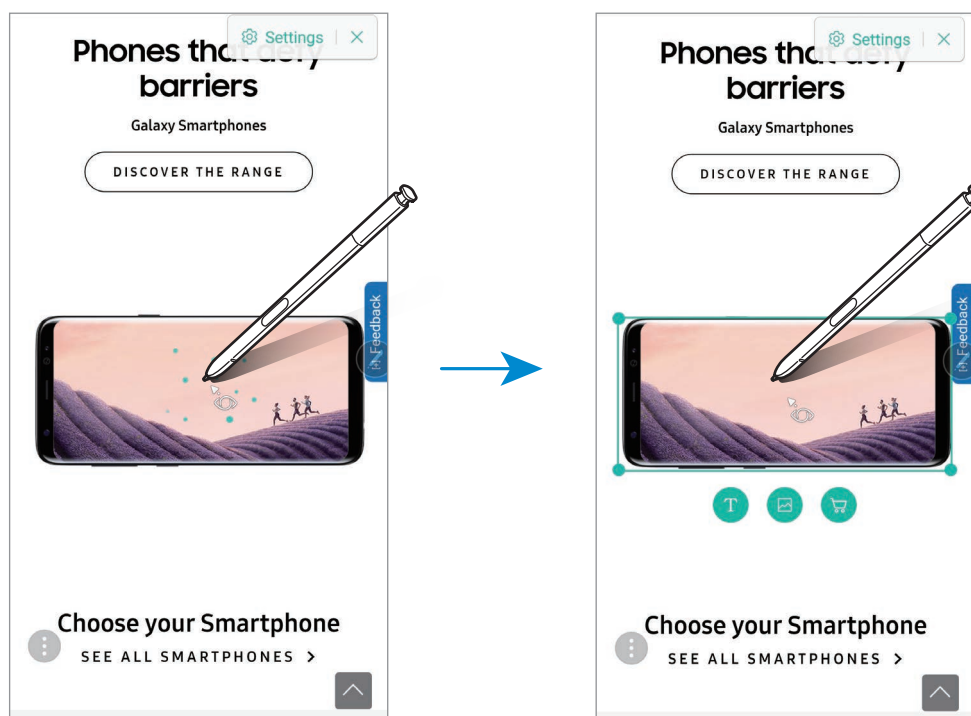 Settings
Phones that defy
barriers
Galaxy Smartphones
DISCOVER THE RANGE
Feedback
Choose your Smartphone
SEE ALL SMARTPHONES >
Settings
Phones that defy
barriers
Galaxy Smartphones
DISCOVER THE RANGE
Feedback
T
Choose your Smartphone
SEE ALL SMARTPHONES >